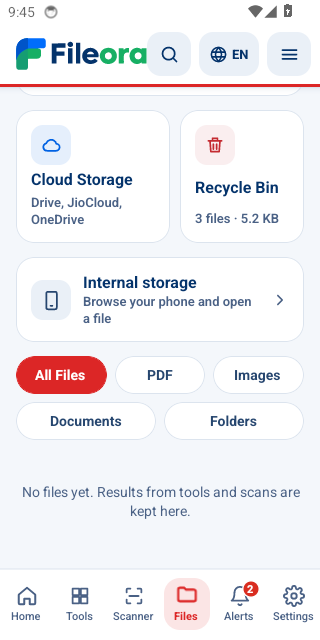 9:45
Fileora
EN
Cloud Storage
Drive, JioCloud,
OneDrive
Recycle Bin
3 files · 5.2 KB
Internal storage
Browse your phone and open
a file
All Files
PDF
Images
Documents
Folders
No files yet. Results from tools and scans are
kept here.
2
Home
Tools
Scanner
Files
Alerts
Settings